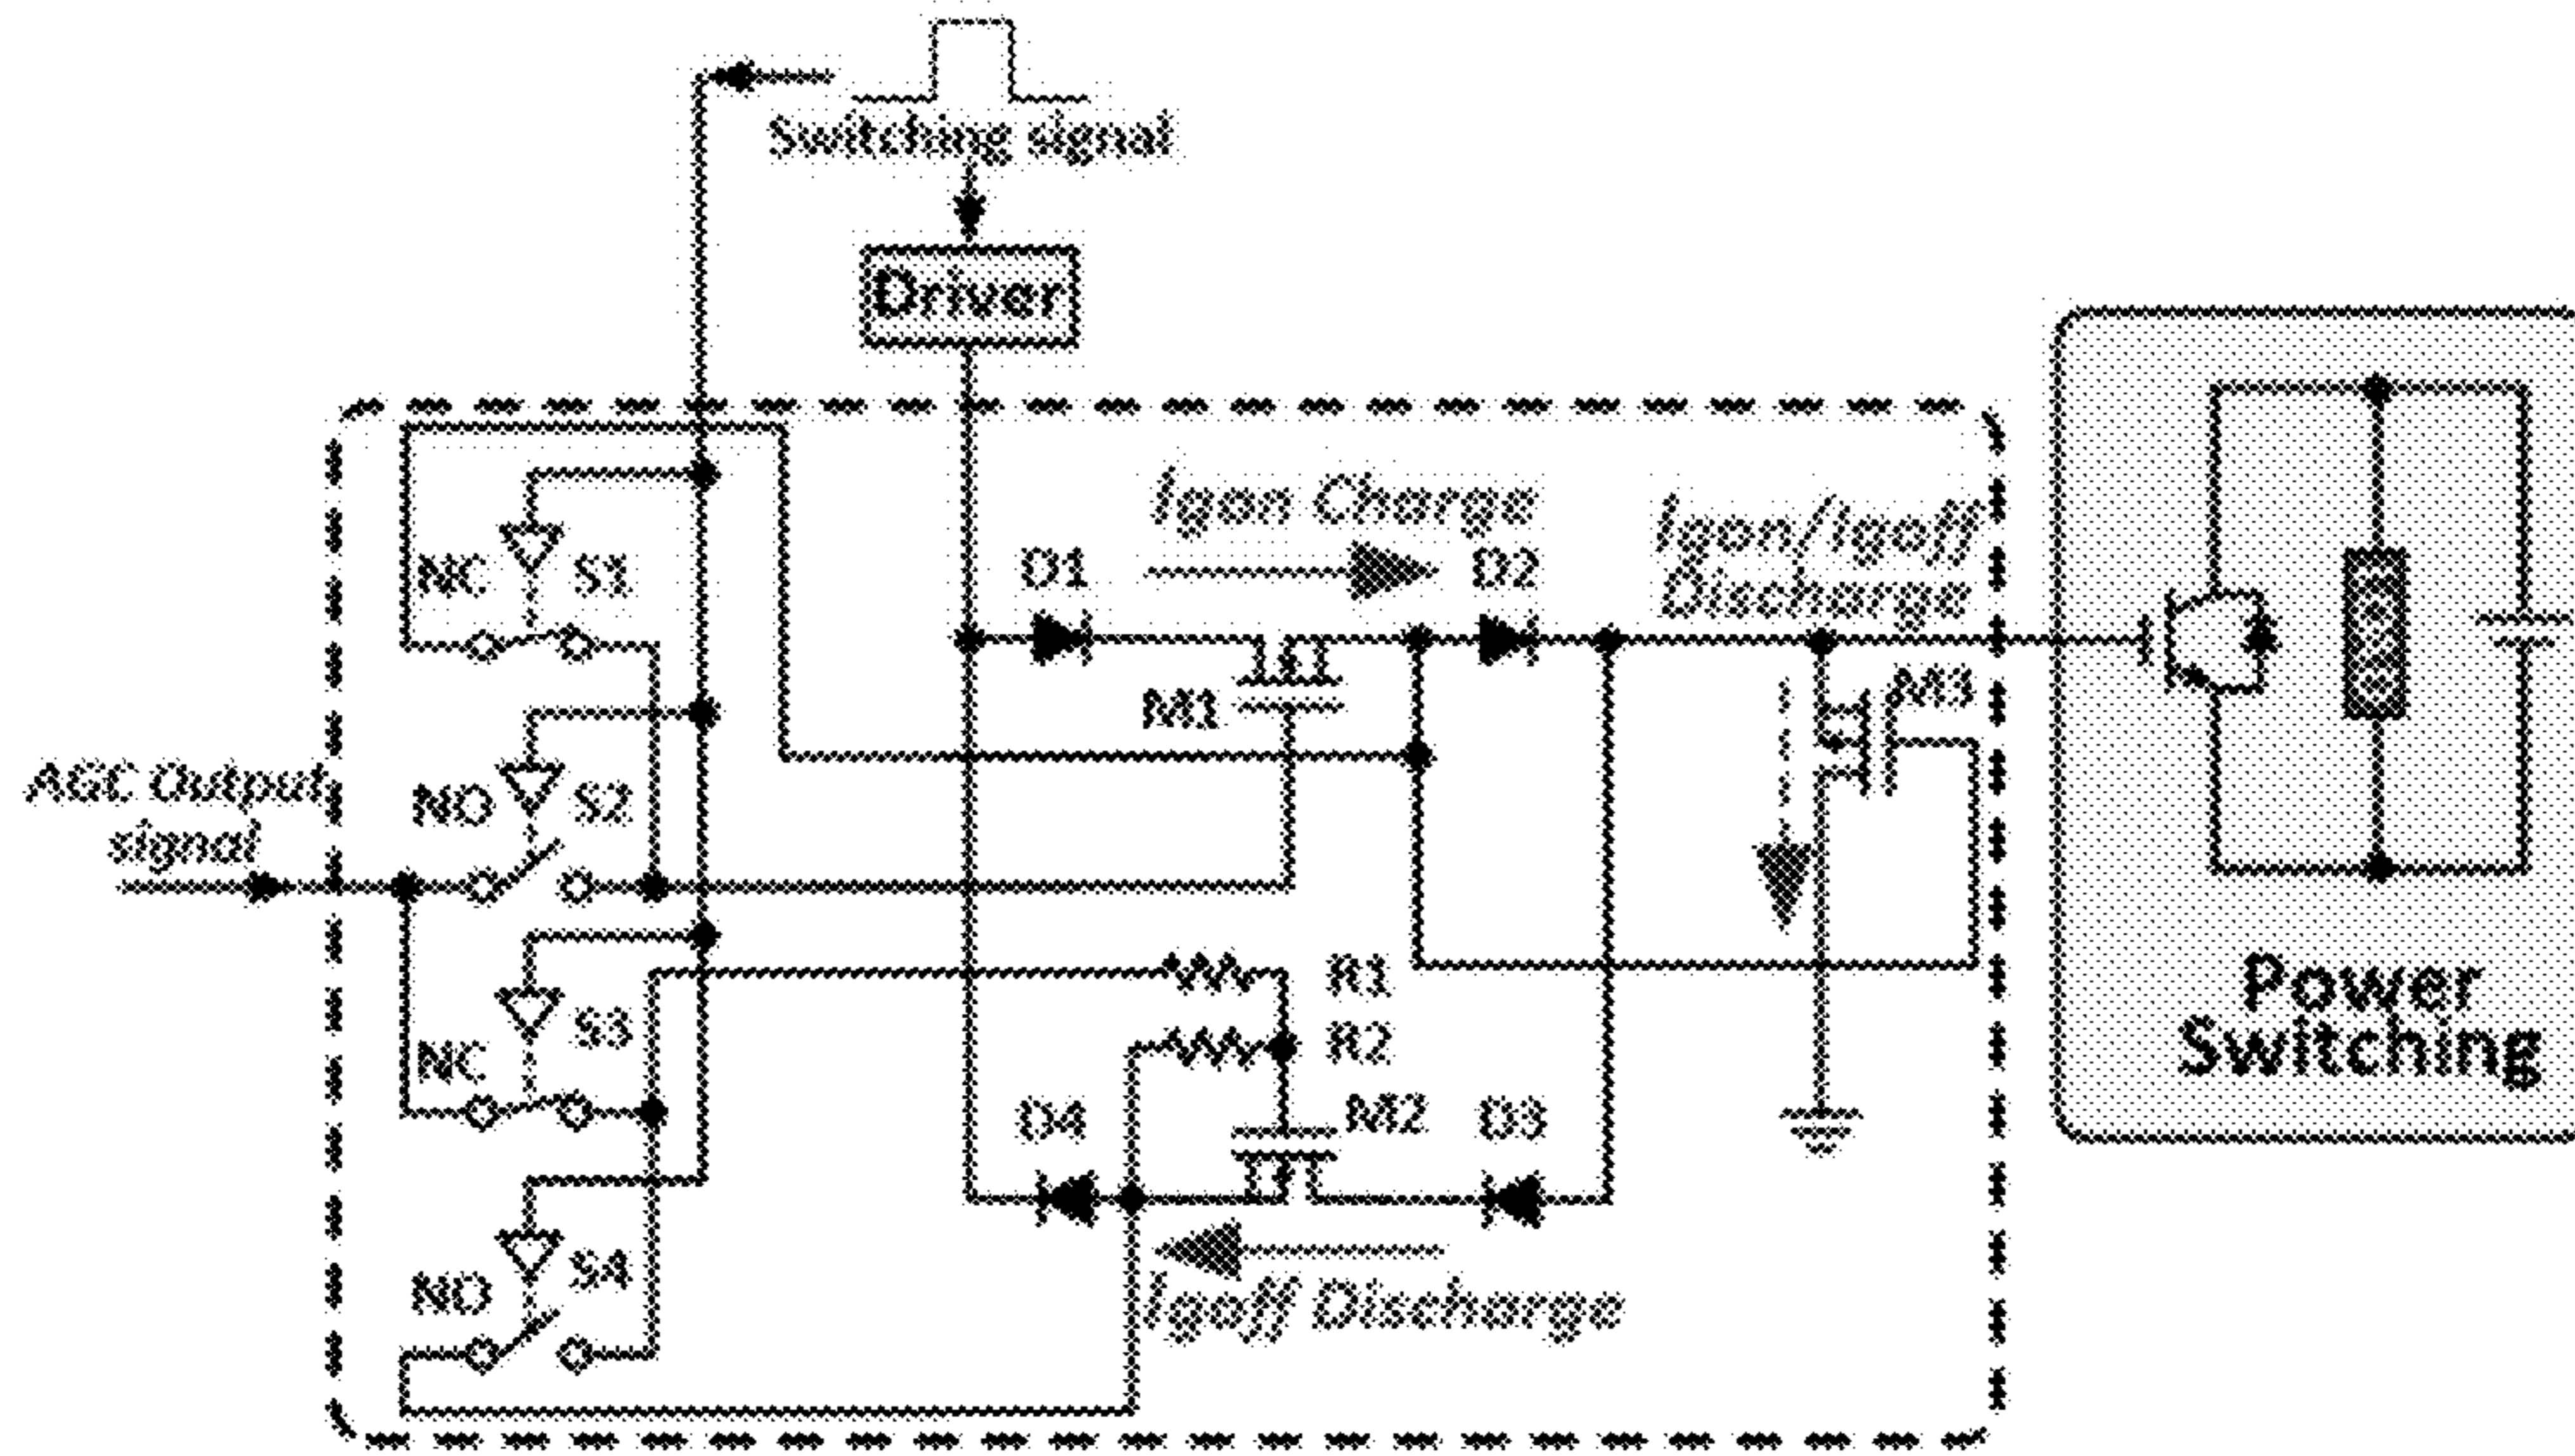 Switching signal
Driver
Igon Charge
Igon/Igoff
Discharge
NC
S1
D1
D2
M1
M3
AGC Output
signal
NO
S2
R1
S3
R2
NC
D4
M2
D3
S4
NO
Igoff Discharge
Power
Switching